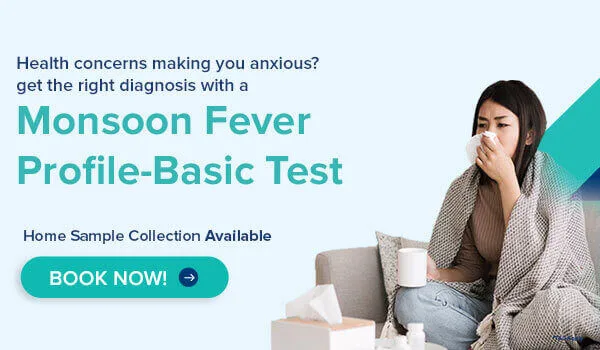 Health concerns making you anxious?
get the right diagnosis with a
Monsoon Fever
Profile-Basic Test
Home Sample Collection Available
BOOK NOW!